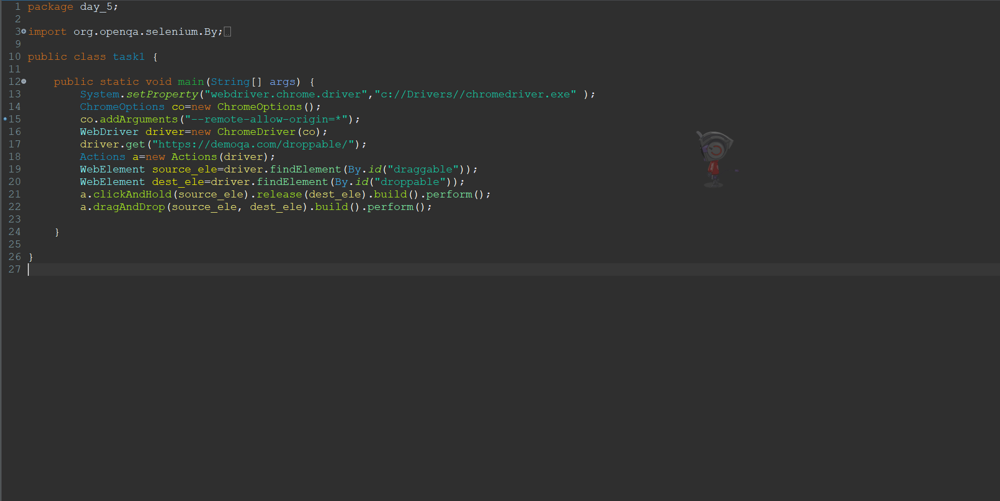 1 package day_5;
2
3 import org.openqa.selenium.By;
9
10 public class task1 {
11
12     public static void main(String[] args) {
13         System.setProperty("webdriver.chrome.driver","c://Drivers//chromedriver.exe" );
14         ChromeOptions co=new ChromeOptions();
15         co.addArguments("--remote-allow-origin=*");
16         WebDriver driver=new ChromeDriver(co);
17         driver.get("https://demoqa.com/droppable/");
18         Actions a=new Actions(driver);
19         WebElement source_ele=driver.findElement(By.id("draggable"));
20         WebElement dest_ele=driver.findElement(By.id("droppable"));
21         a.clickAndHold(source_ele).release(dest_ele).build().perform();
22         a.dragAndDrop(source_ele, dest_ele).build().perform();
23
24     }
25
26 }
27